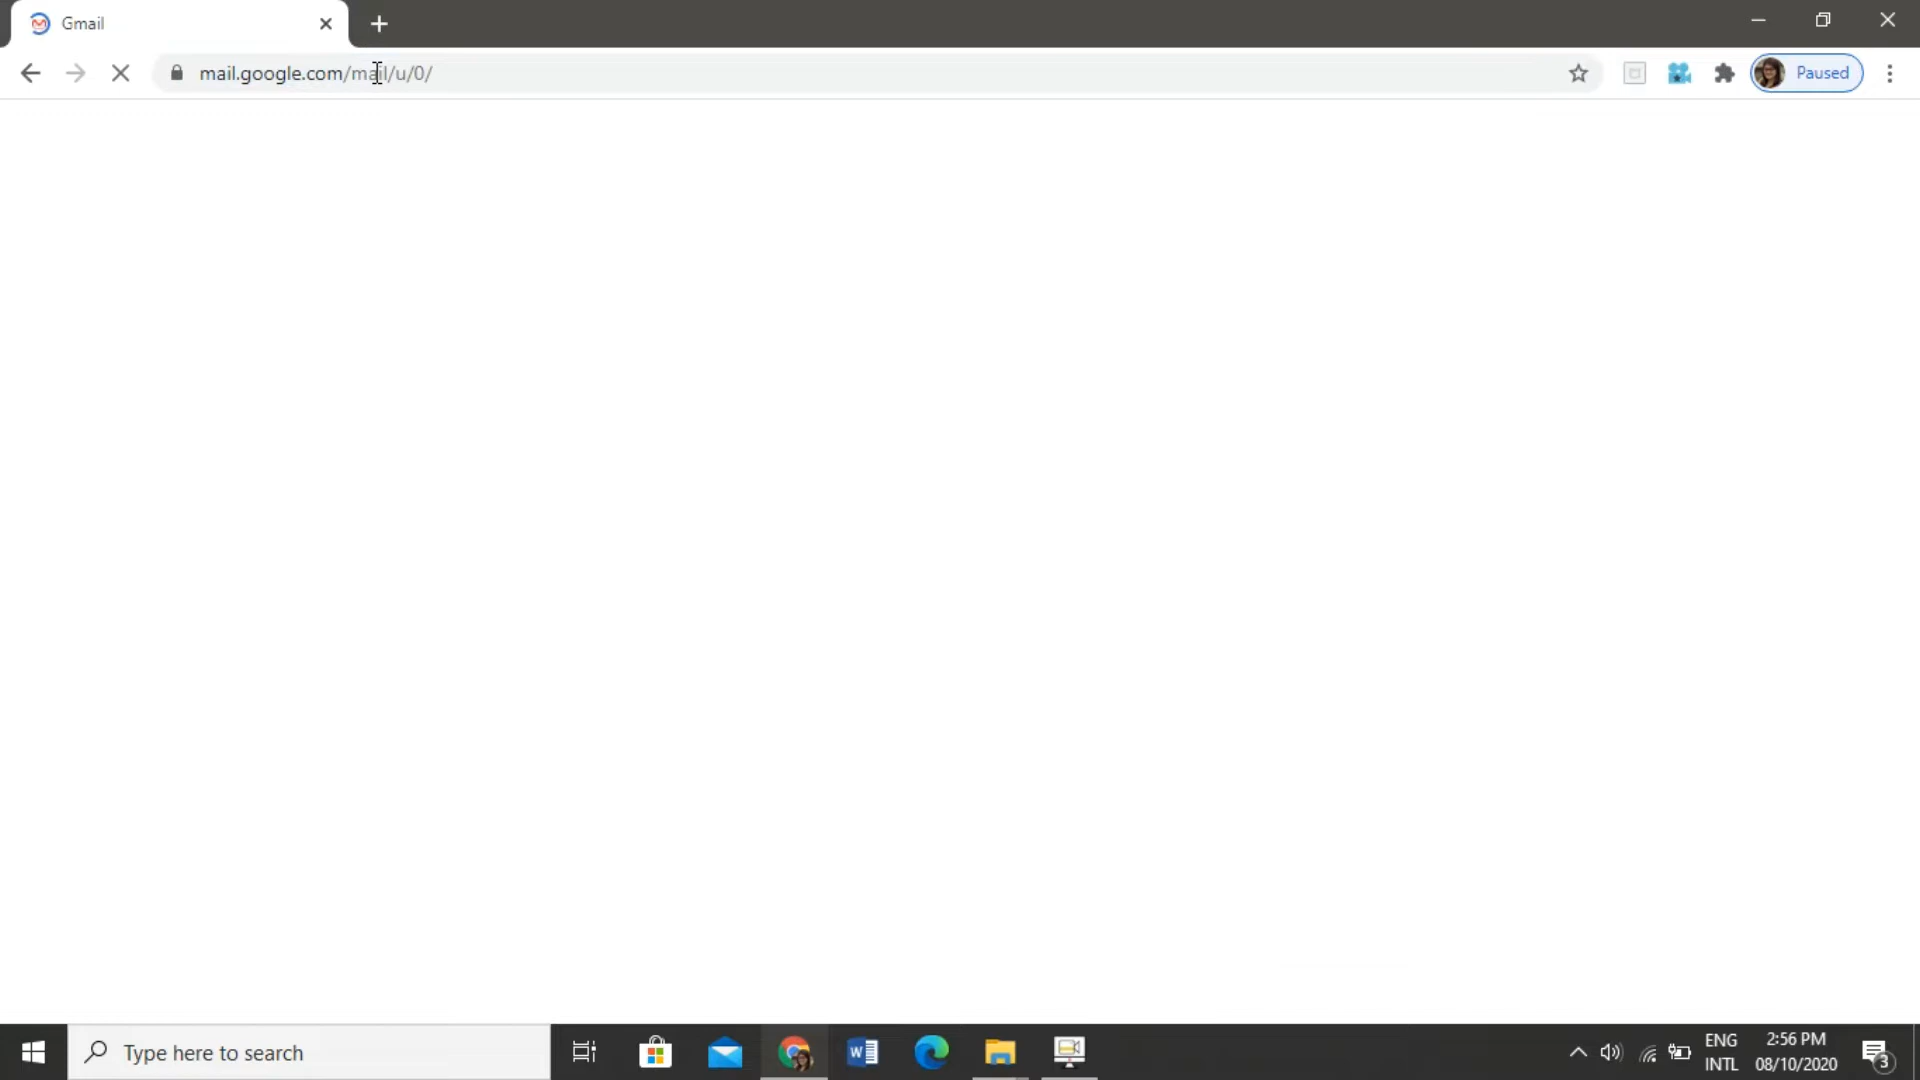 Gmail
mail.google.com/mail/u/0/
Paused
Type here to search
ENG
INTL
2:56 PM
08/10/2020
3